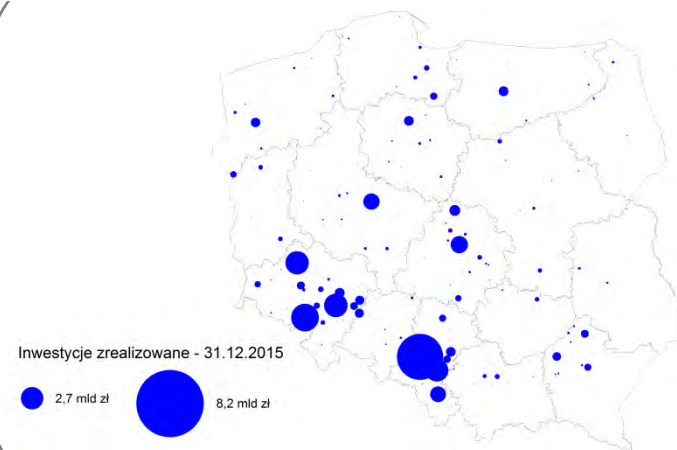 Inwestycje zrealizowane - 31.12.2015
2,7 mld zł
8,2 mld zł